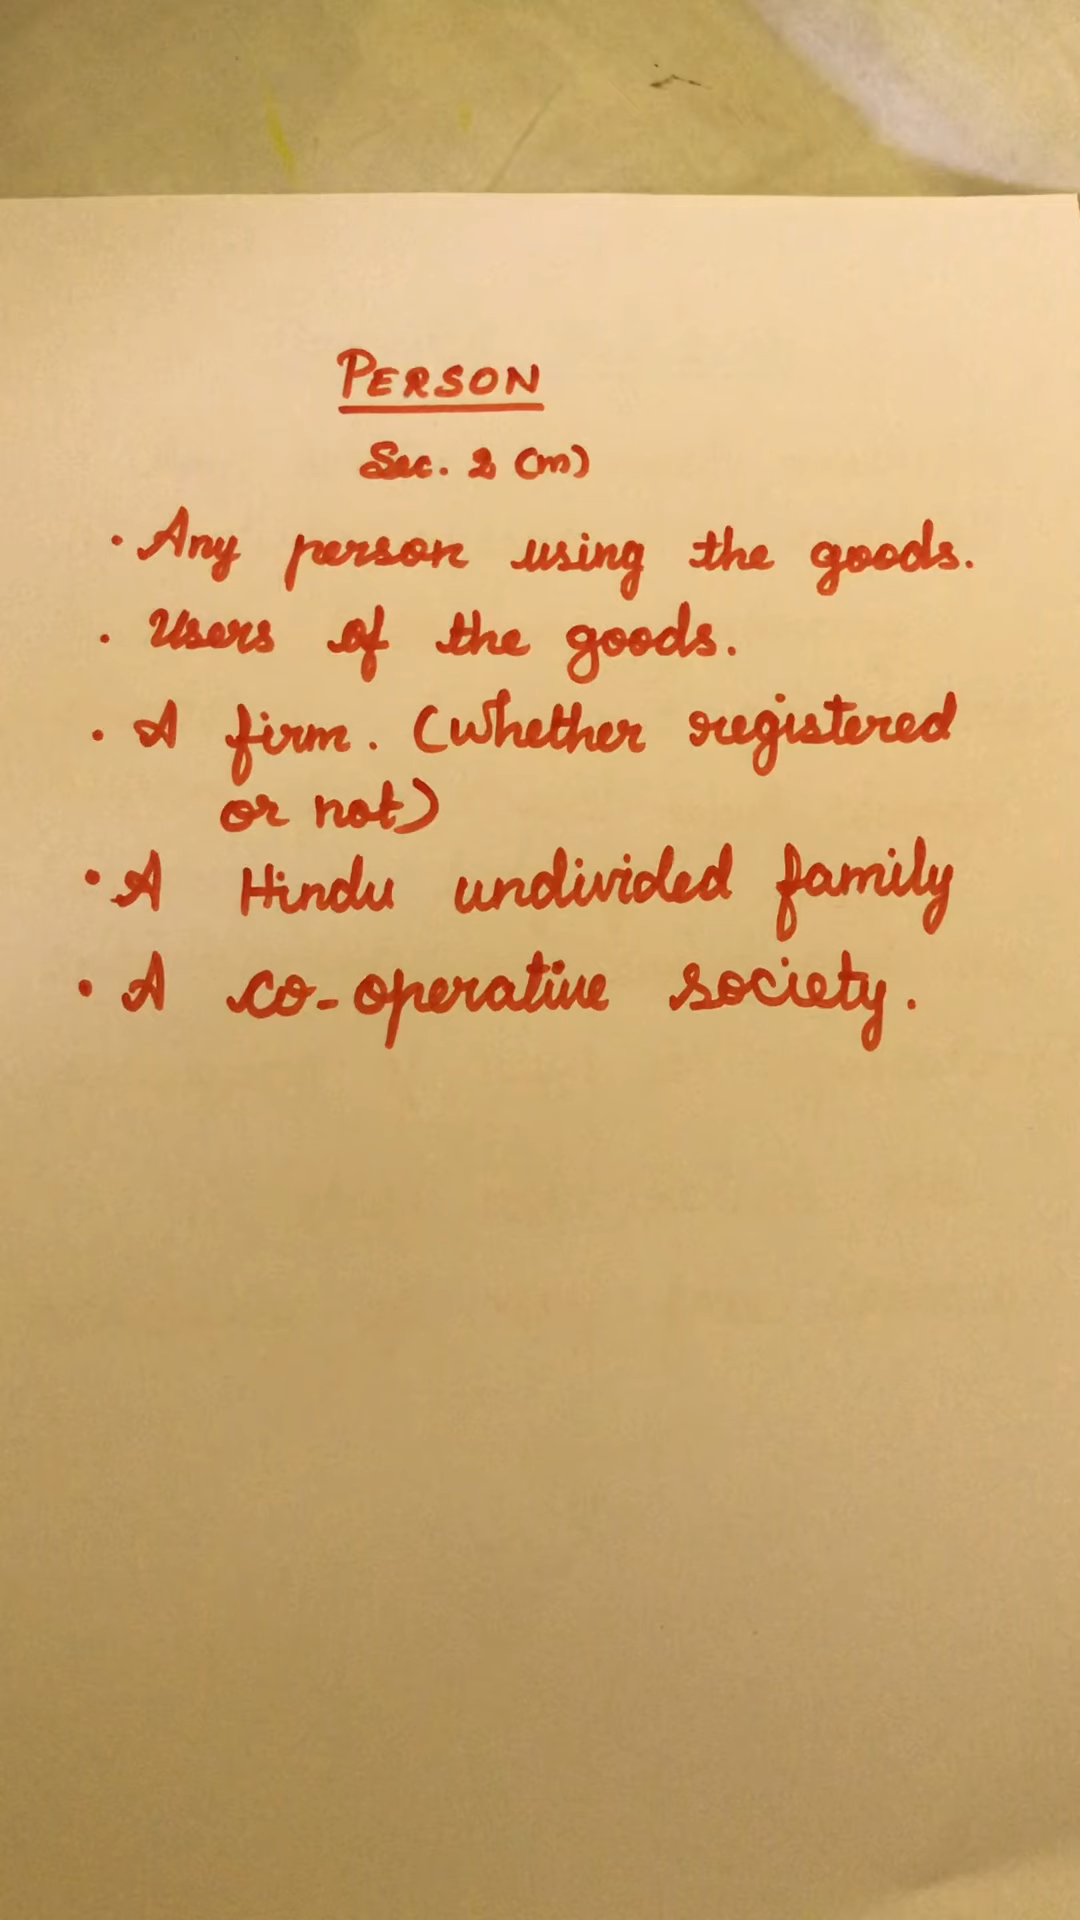 PERSON
Sec. 2 (m)
• Any person using the goods.
• Users of the goods.
• A firm. (Whether registered
or not)
• A Hindu undivided family
• A co-operative society.